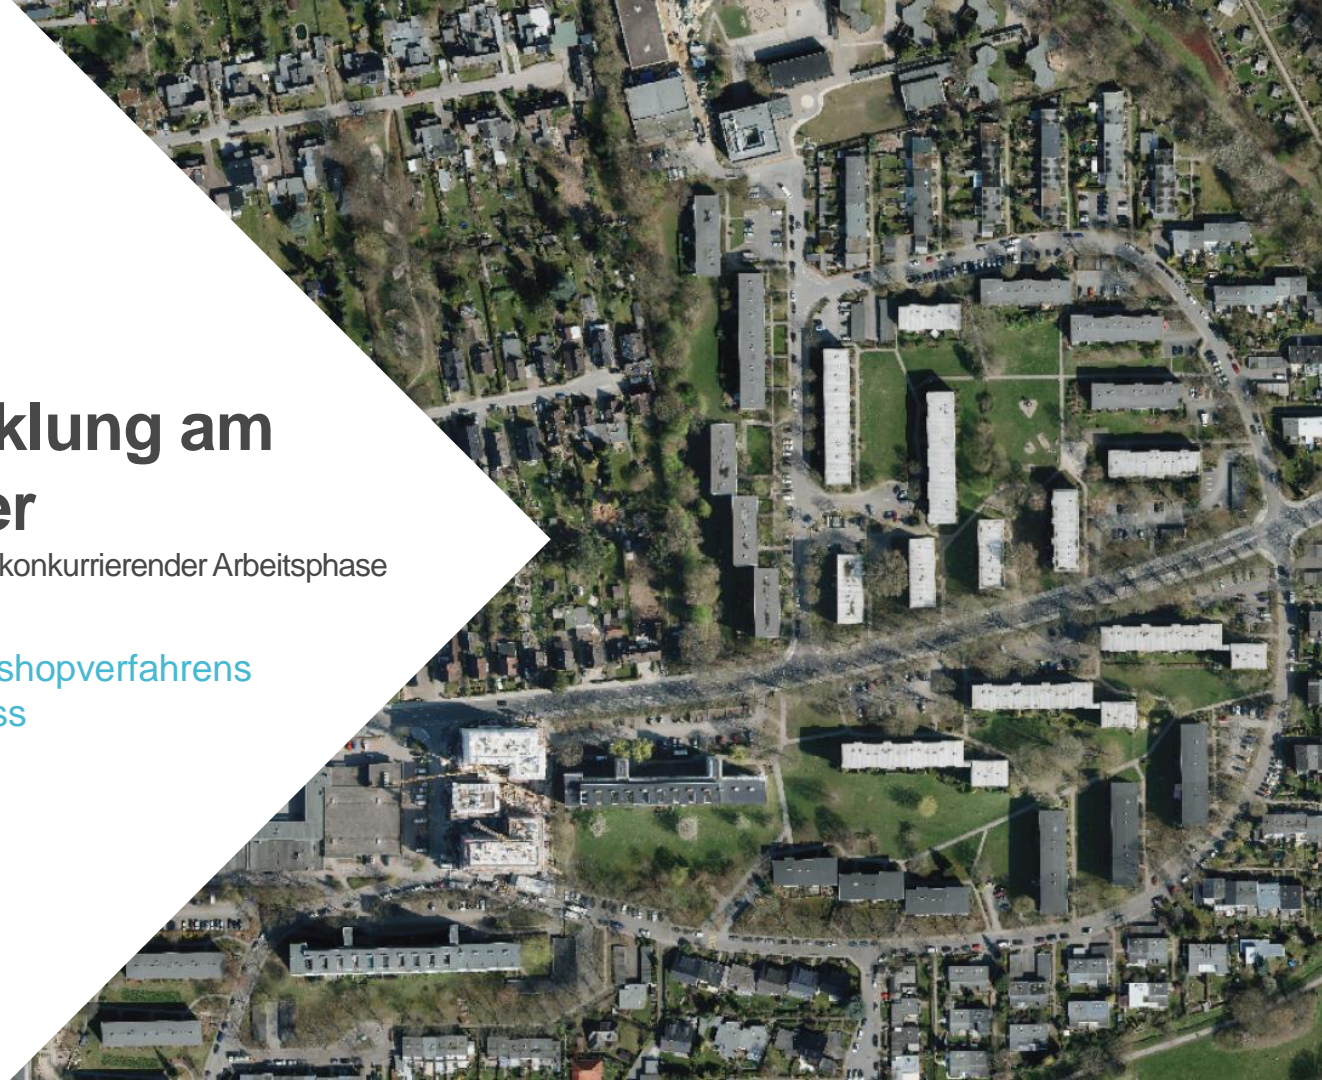 klung am
er
konkurrierender Arbeitsphase
shopverfahrens
ss